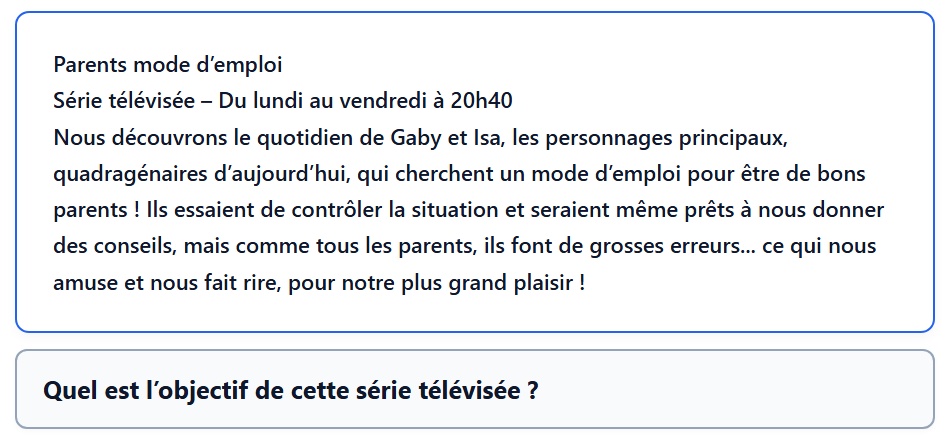 Parents mode d’emploi
Série télévisée – Du lundi au vendredi à 20h40
Nous découvrons le quotidien de Gaby et Isa, les personnages principaux,
quadragénaires d’aujourd’hui, qui cherchent un mode d’emploi pour être de bons
parents ! Ils essaient de contrôler la situation et seraient même prêts à nous donner
des conseils, mais comme tous les parents, ils font de grosses erreurs... ce qui nous
amuse et nous fait rire, pour notre plus grand plaisir !
Quel est l’objectif de cette série télévisée ?